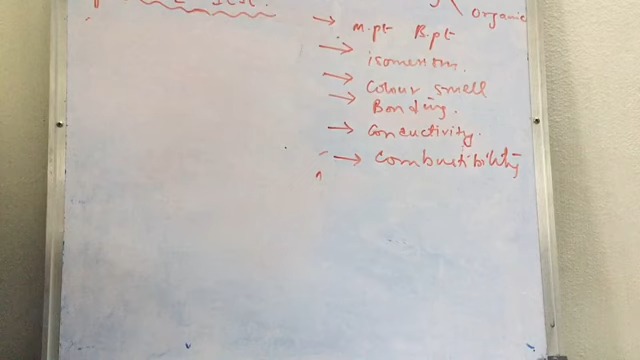 Organic
→ M.pt B.pt
→ isomerism.
→ Colour smell
→ Bonding.
→ Conductivity.
→ Combustibility